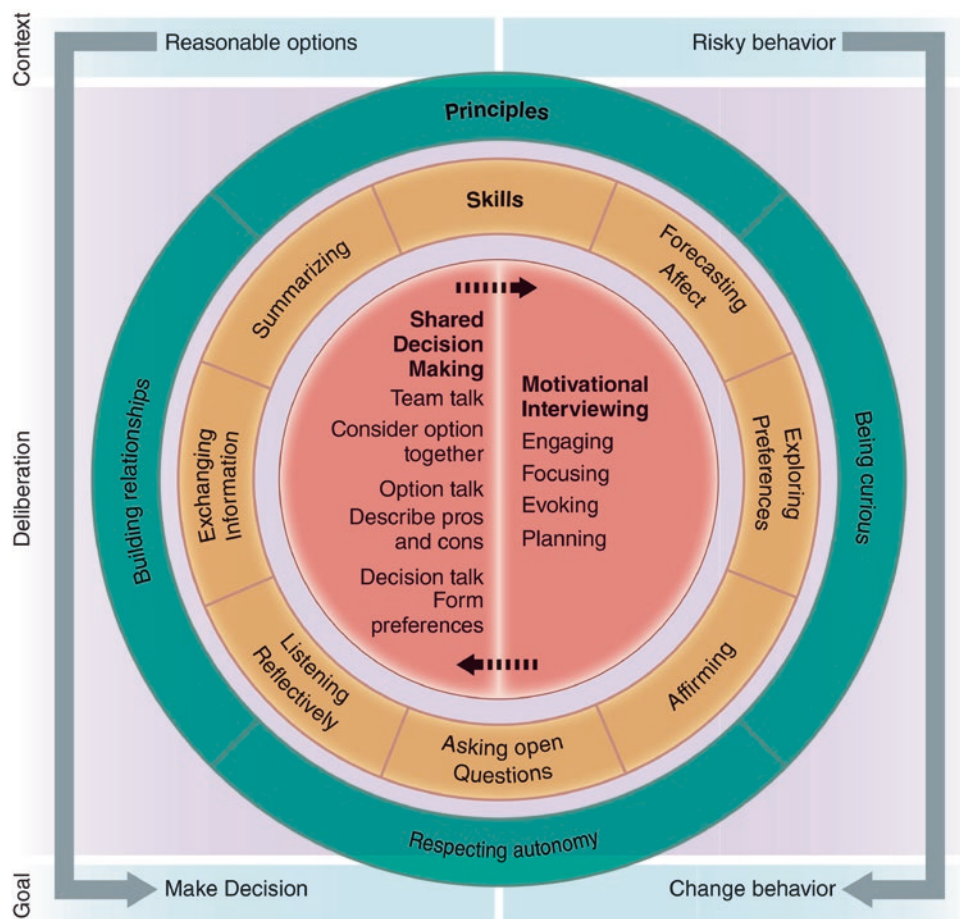 Context
Reasonable options
Risky behavior
Principles
Skills
Summarizing
Forecasting
Affect
Shared
Decision
Making
Team talk
Consider option
together
Option talk
Describe pros
and cons
Decision talk
Form
preferences
Motivational
Interviewing
Engaging
Focusing
Evoking
Planning
Deliberation
Building relationships
Exchanging
Information
Exploring
Preferences
Being curious
Listening
Reflectively
Affirming
Asking open
Questions
Respecting autonomy
Goal
Make Decision
Change behavior